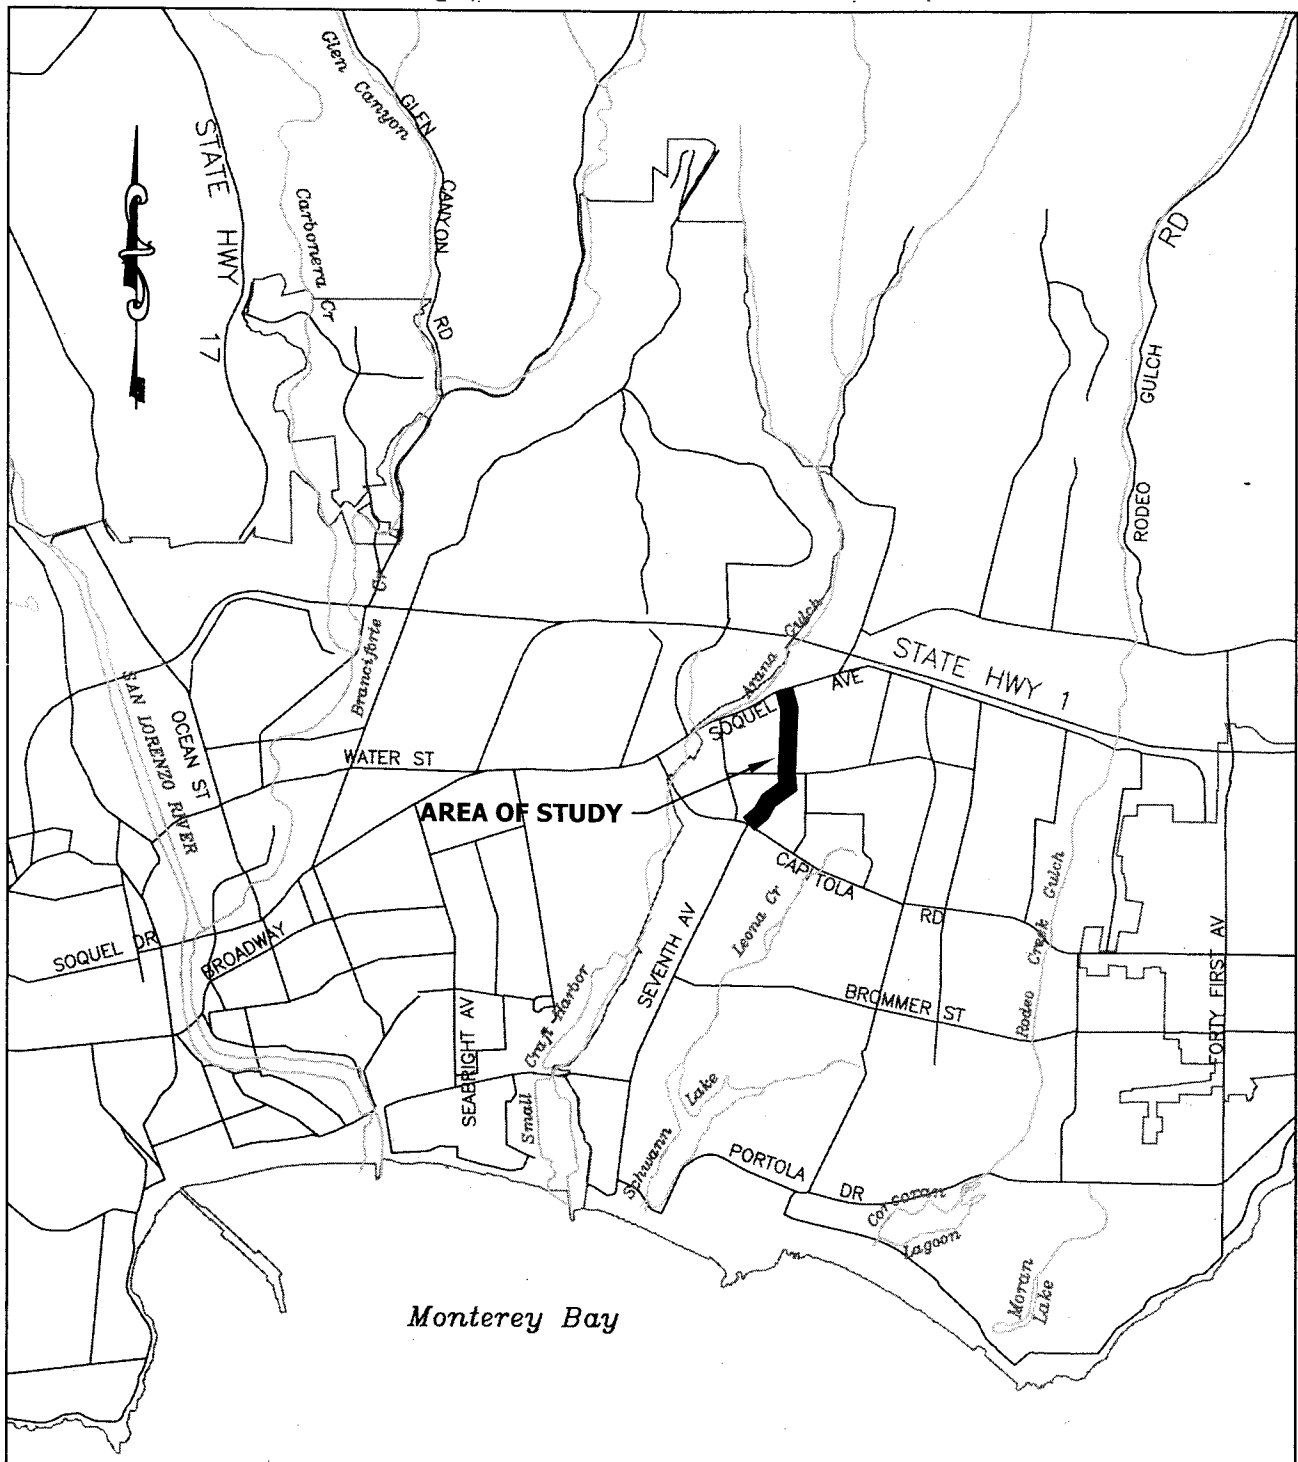 Glen Canyon
GLEN
CANYON
RD
STATE HWY 17
Carbonera Cr
RD
GULCH
RODEO
Branciforte Cr
Arana Gulch
STATE HWY 1
SOQUEL
AVE
SAN LORENZO RIVER
OCEAN ST
WATER ST
AREA OF STUDY
CAPITOLA
RD
Leona Cr
Rodeo Creek Gulch
SOQUEL DR
BROADWAY
SEVENTH AV
FORTY FIRST AV
BROMMER ST
SEABRIGHT AV
Small Craft Harbor
Schwann Lake
PORTOLA
DR
Corcoran
Lagoon
Moran
Lake
Monterey Bay